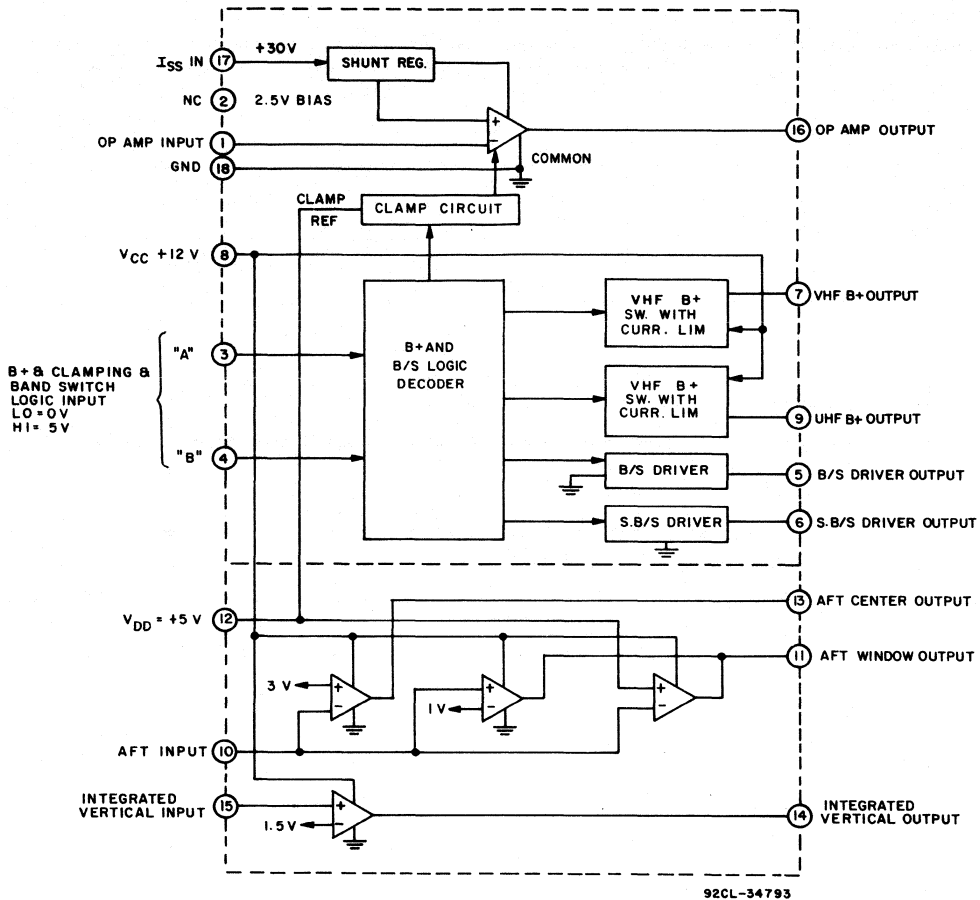 I_SS IN
17
+30V
SHUNT REG.
NC
2
2.5V BIAS
OP AMP INPUT
1
+
−
16
OP AMP OUTPUT
GND
18
COMMON
CLAMP REF
CLAMP CIRCUIT
V_CC +12 V
8
B+ & CLAMPING &
BAND SWITCH
LOGIC INPUT
LO = 0V
HI = 5V
"A"
3
"B"
4
B+ AND
B/S LOGIC
DECODER
VHF B+
SW. WITH
CURR. LIM
7
VHF B+ OUTPUT
VHF B+
SW. WITH
CURR. LIM
9
UHF B+ OUTPUT
B/S DRIVER
5
B/S DRIVER OUTPUT
S.B/S DRIVER
6
S.B/S DRIVER OUTPUT
13
AFT CENTER OUTPUT
V_DD = +5 V
12
11
AFT WINDOW OUTPUT
3 V
+
−
1 V
+
−
+
−
AFT INPUT
10
INTEGRATED
VERTICAL INPUT
15
+
−
1.5V
14
INTEGRATED
VERTICAL OUTPUT
92CL-34793